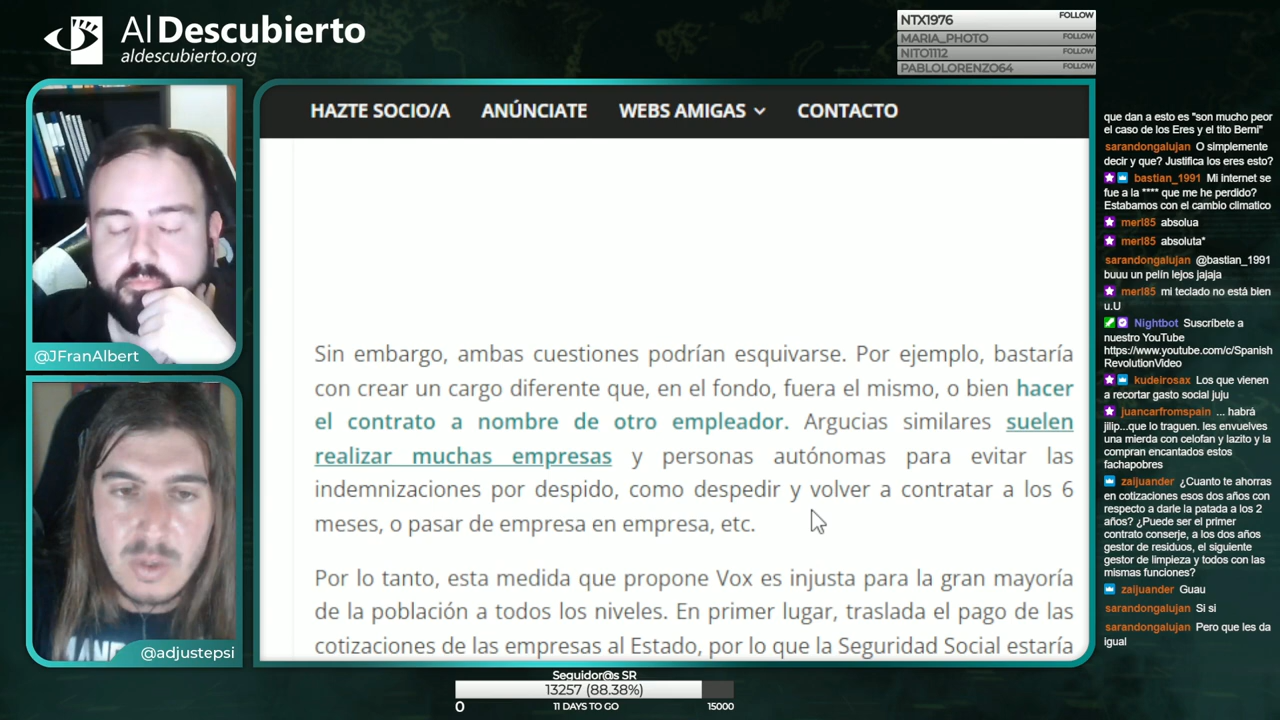 Al Descubierto
aldescubierto.org
NTX1976 FOLLOW
MARIA_PHOTO FOLLOW
NITO1112 FOLLOW
PABLOLORENZO64 FOLLOW
HAZTE SOCIO/A ANÚNCIATE WEBS AMIGAS CONTACTO
@JFranAlbert
@adjustepsi
Sin embargo, ambas cuestiones podrían esquivarse. Por ejemplo, bastaría
con crear un cargo diferente que, en el fondo, fuera el mismo, o bien hacer
el contrato a nombre de otro empleador. Argucias similares suelen
realizar muchas empresas y personas autónomas para evitar las
indemnizaciones por despido, como despedir y volver a contratar a los 6
meses, o pasar de empresa en empresa, etc.
Por lo tanto, esta medida que propone Vox es injusta para la gran mayoría
de la población a todos los niveles. En primer lugar, traslada el pago de las
cotizaciones de las empresas al Estado, por lo que la Seguridad Social estaría
que dan a esto es "son mucho peor
el caso de los Eres y el tito Berni"
sarandongalujan O simplemente
decir y que? Justifica los eres esto?
bastian_1991 Mi internet se
fue a la **** que me he perdido?
Estabamos con el cambio climatico
merl85 absolua
merl85 absoluta*
sarandongalujan @bastian_1991
buuu un pelín lejos jajaja
merl85 mi teclado no está bien
u.U
Nightbot Suscríbete a
nuestro YouTube
https://www.youtube.com/c/Spanish
RevolutionVideo
kudeirosax Los que vienen
a recortar gasto social juju
juancarfromspain ... habrá
jilip...que lo traguen. les envuelves
una mierda con celofan y lazito y la
compran encantados estos
fachapobres
zaijuander ¿Cuanto te ahorras
en cotizaciones esos dos años con
respecto a darle la patada a los 2
años? ¿Puede ser el primer
contrato conserje, a los dos años
gestor de residuos, el siguiente
gestor de limpieza y todos con las
mismas funciones?
zaijuander Guau
sarandongalujan Si si
sarandongalujan Pero que les da
igual
Seguidor@s SR
13257 (88.38%)
0 11 DAYS TO GO 15000